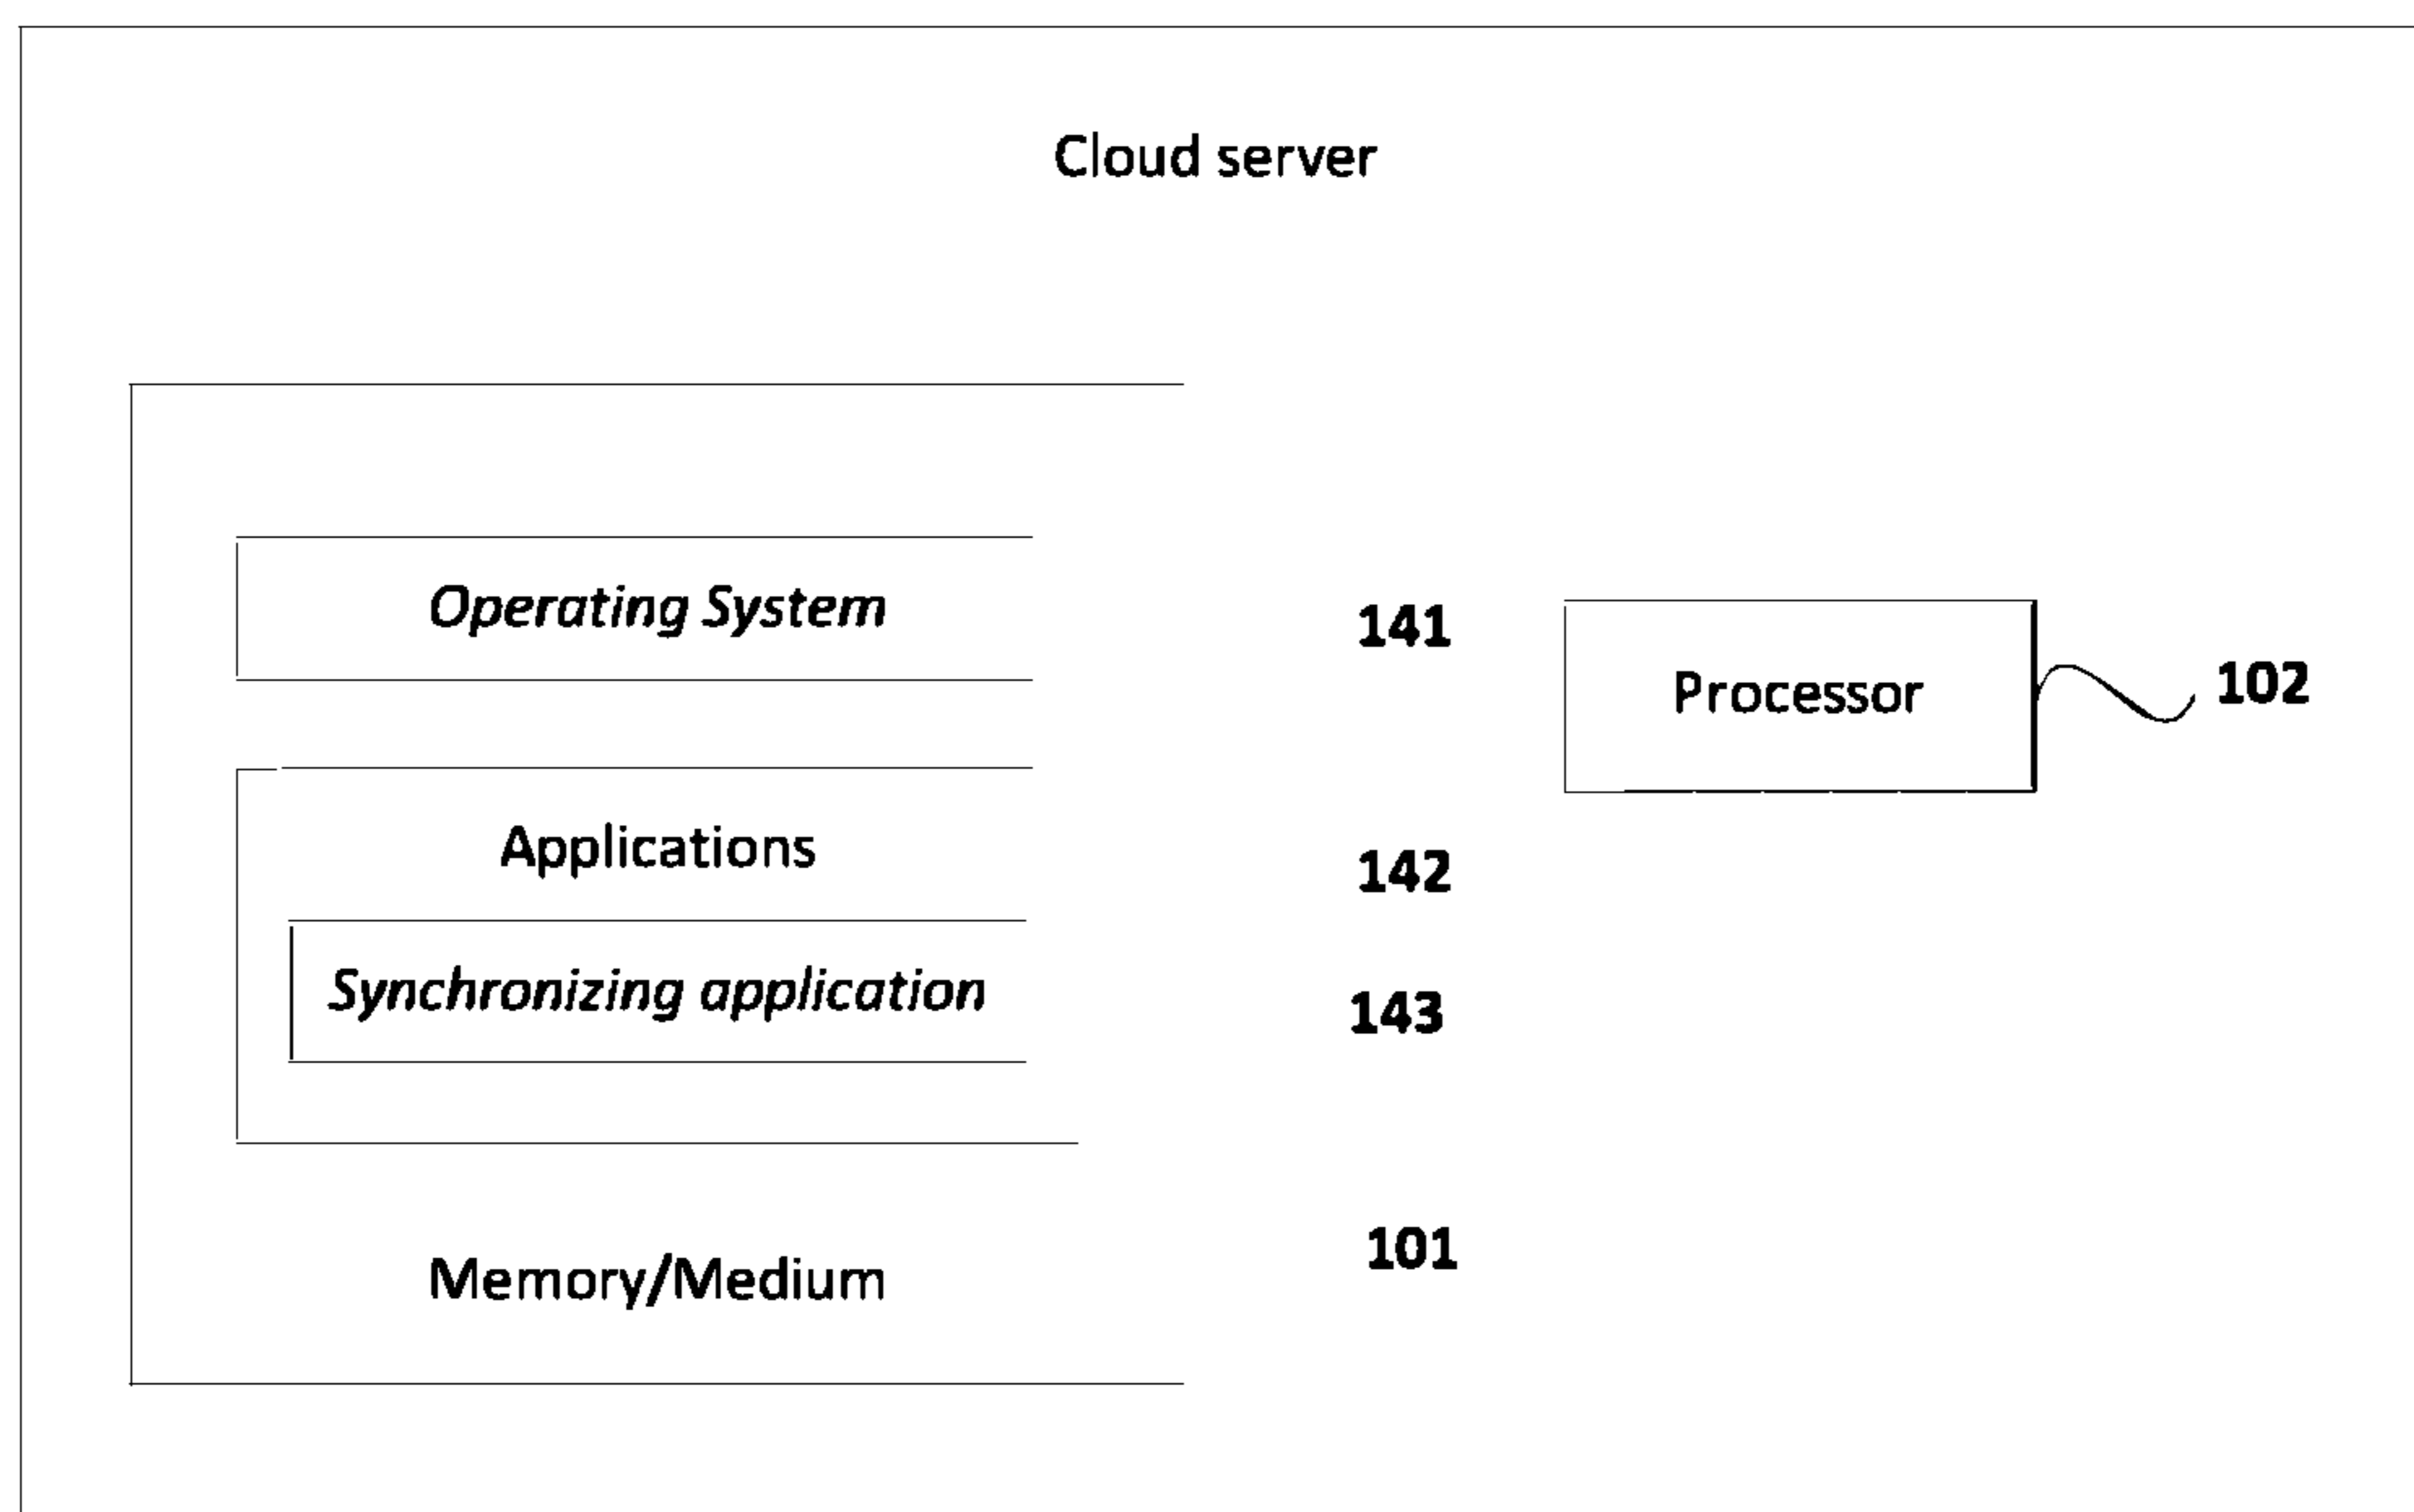 Cloud server
Operating System 141
Processor 102
Applications 142
Synchronizing application 143
Memory/Medium 101